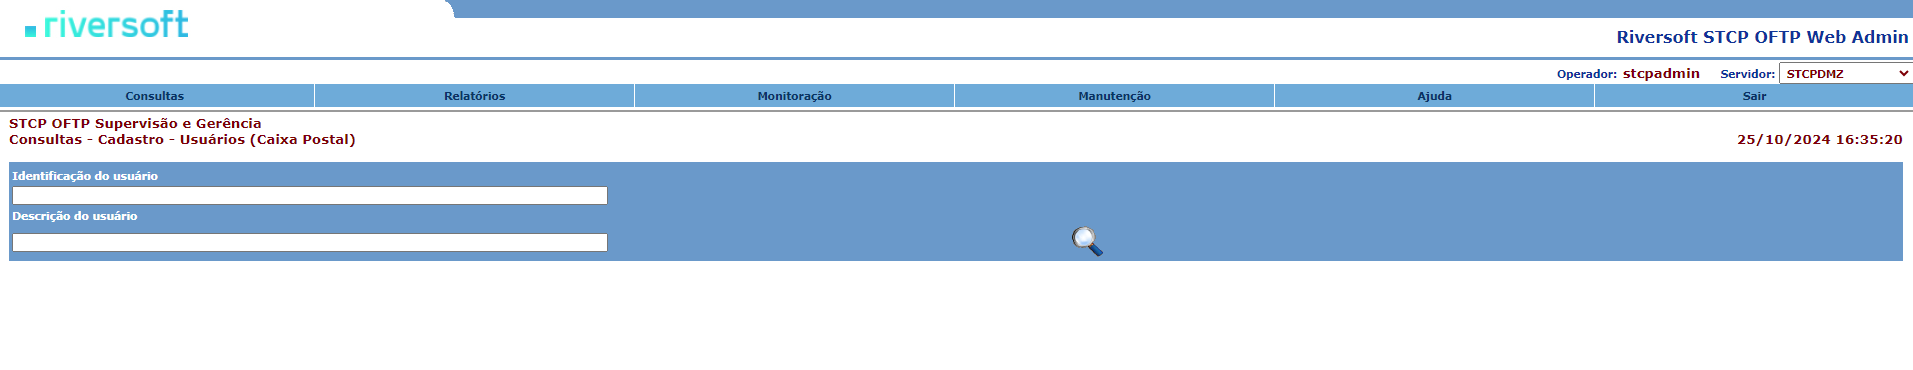 riversoft
Riversoft STCP OFTP Web Admin
Operador: stcpadmin Servidor: STCPDMZ
Consultas Relatórios Monitoração Manutenção Ajuda Sair
STCP OFTP Supervisão e Gerência
Consultas - Cadastro - Usuários (Caixa Postal) 25/10/2024 16:35:20
Identificação do usuário
Descrição do usuário